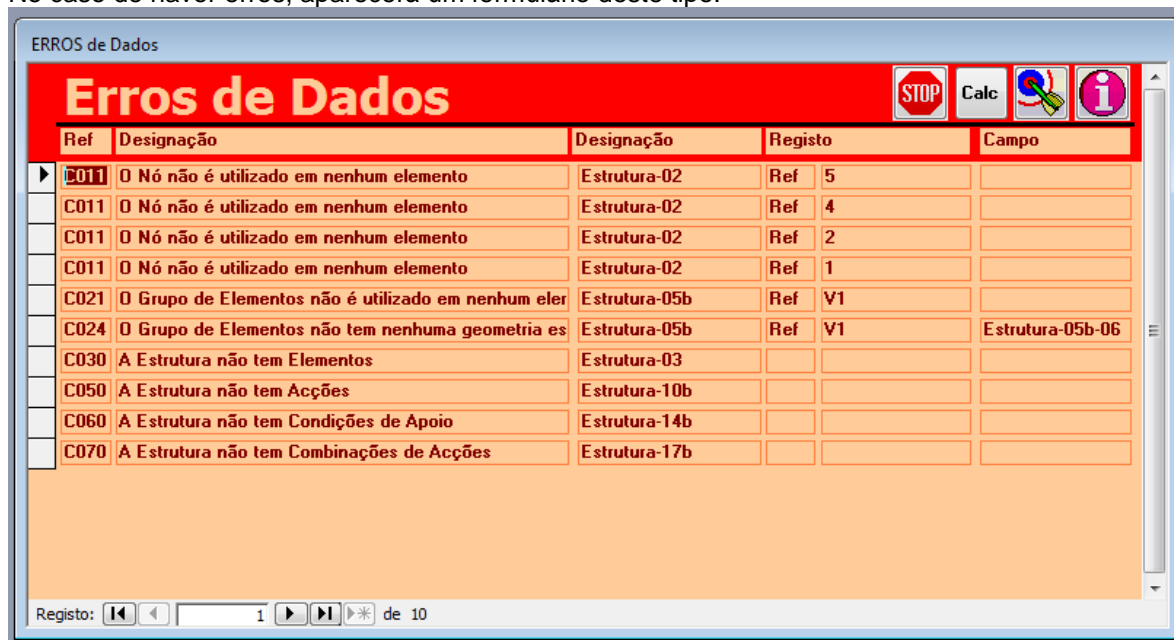 No caso de haver erros, aparecerá um formulário deste tipo:
ERROS de Dados
Erros de Dados STOP Calc i
Ref Designação Designação Registo Campo
C011 O Nó não é utilizado em nenhum elemento Estrutura-02 Ref 5
C011 O Nó não é utilizado em nenhum elemento Estrutura-02 Ref 4
C011 O Nó não é utilizado em nenhum elemento Estrutura-02 Ref 2
C011 O Nó não é utilizado em nenhum elemento Estrutura-02 Ref 1
C021 O Grupo de Elementos não é utilizado em nenhum eler Estrutura-05b Ref V1
C024 O Grupo de Elementos não tem nenhuma geometria es Estrutura-05b Ref V1 Estrutura-05b-06
C030 A Estrutura não tem Elementos Estrutura-03
C050 A Estrutura não tem Acções Estrutura-10b
C060 A Estrutura não tem Condições de Apoio Estrutura-14b
C070 A Estrutura não tem Combinações de Acções Estrutura-17b
Registo: 1 de 10